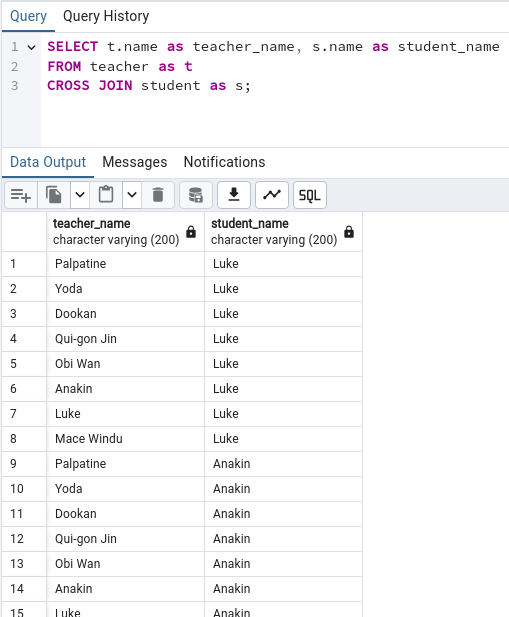 Query Query History
1 SELECT t.name as teacher_name, s.name as student_name
2 FROM teacher as t
3 CROSS JOIN student as s;
Data Output Messages Notifications
SQL
teacher_name student_name
character varying (200) character varying (200)
1 Palpatine Luke
2 Yoda Luke
3 Dookan Luke
4 Qui-gon Jin Luke
5 Obi Wan Luke
6 Anakin Luke
7 Luke Luke
8 Mace Windu Luke
9 Palpatine Anakin
10 Yoda Anakin
11 Dookan Anakin
12 Qui-gon Jin Anakin
13 Obi Wan Anakin
14 Anakin Anakin
15 Luke Anakin